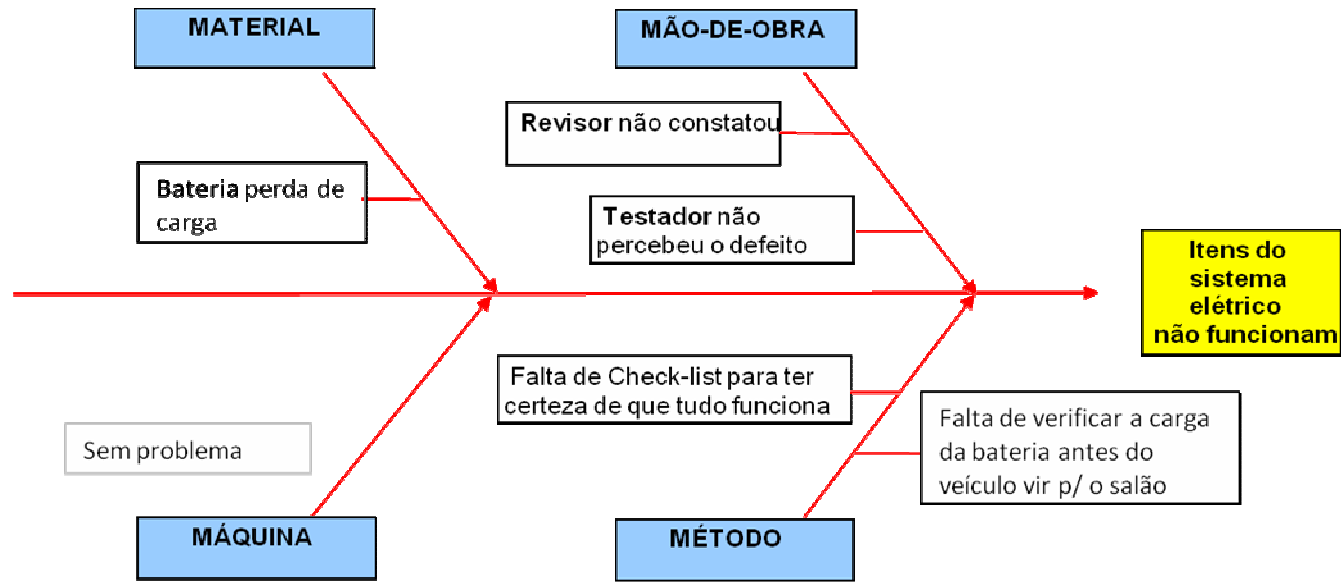 MATERIAL
MÃO-DE-OBRA
Revisor não constatou
Bateria perda de
carga
Testador não
percebeu o defeito
Itens do
sistema
elétrico
não funcionam
Falta de Check-list para ter
certeza de que tudo funciona
Falta de verificar a carga
da bateria antes do
veículo vir p/ o salão
Sem problema
MÁQUINA
MÉTODO